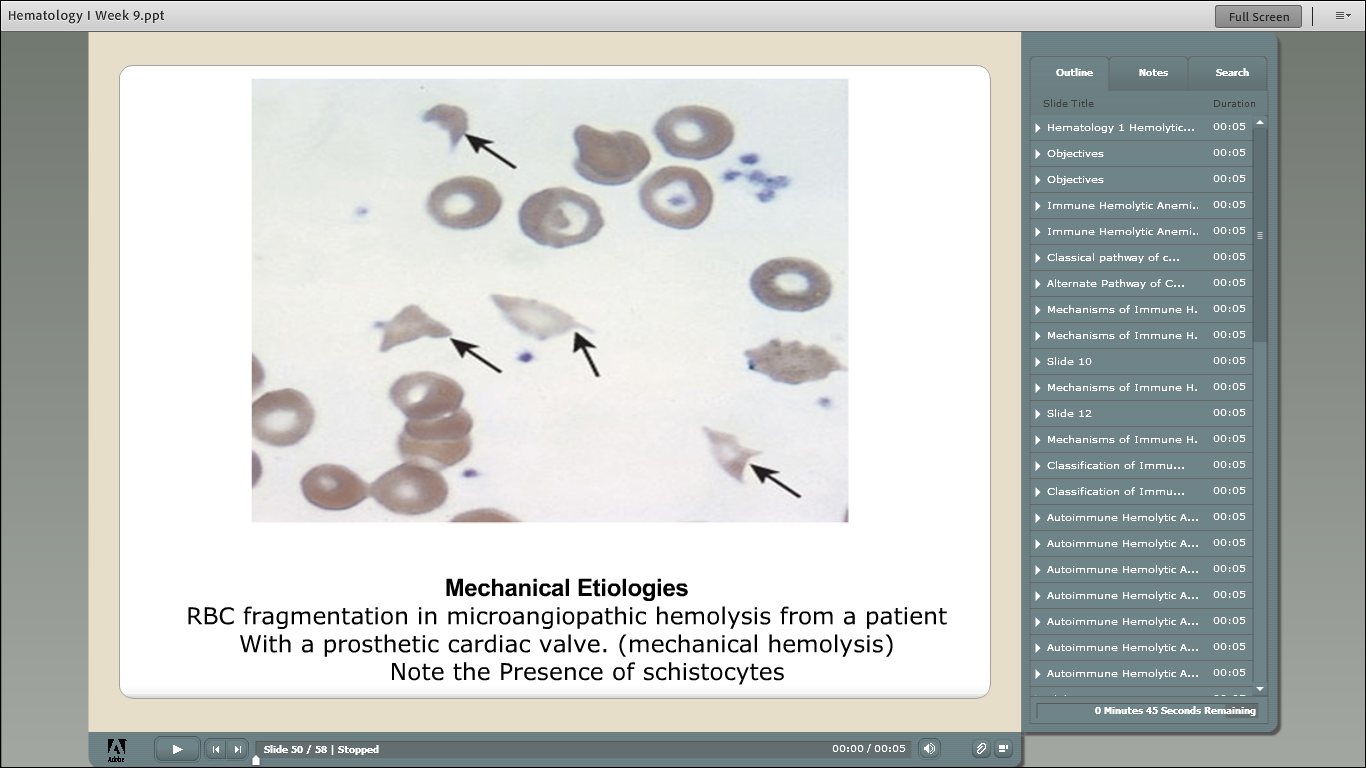 Hematology I Week 9.ppt
Full Screen
Mechanical Etiologies
RBC fragmentation in microangiopathic hemolysis from a patient
With a prosthetic cardiac valve. (mechanical hemolysis)
Note the Presence of schistocytes
Outline Notes Search
Slide Title Duration
Hematology 1 Hemolytic... 00:05
Objectives 00:05
Objectives 00:05
Immune Hemolytic Anemi.. 00:05
Immune Hemolytic Anemi.. 00:05
Classical pathway of c... 00:05
Alternate Pathway of C... 00:05
Mechanisms of Immune H. 00:05
Mechanisms of Immune H. 00:05
Slide 10 00:05
Mechanisms of Immune H. 00:05
Slide 12 00:05
Mechanisms of Immune H. 00:05
Classification of Immu... 00:05
Classification of Immu... 00:05
Autoimmune Hemolytic A... 00:05
Autoimmune Hemolytic A... 00:05
Autoimmune Hemolytic A... 00:05
Autoimmune Hemolytic A... 00:05
Autoimmune Hemolytic A... 00:05
Autoimmune Hemolytic A... 00:05
Autoimmune Hemolytic A... 00:05
0 Minutes 45 Seconds Remaining
Adobe
Slide 50 / 58 | Stopped 00:00 / 00:05